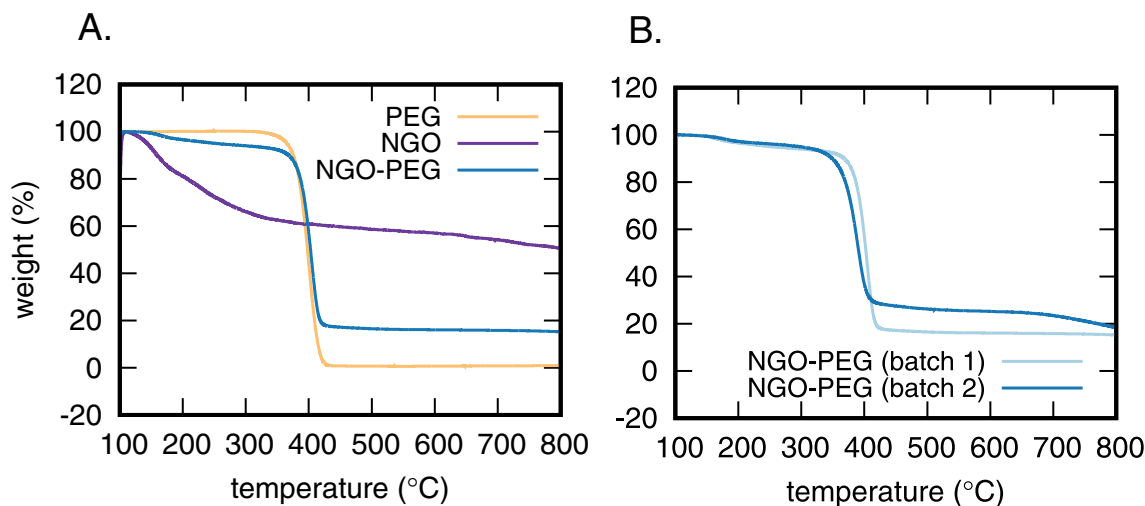 A.
120
100
80
60
40
20
0
-20
100 200 300 400 500 600 700 800
weight (%)
temperature (°C)
PEG
NGO
NGO-PEG
B.
120
100
80
60
40
20
0
-20
100 200 300 400 500 600 700 800
temperature (°C)
NGO-PEG (batch 1)
NGO-PEG (batch 2)